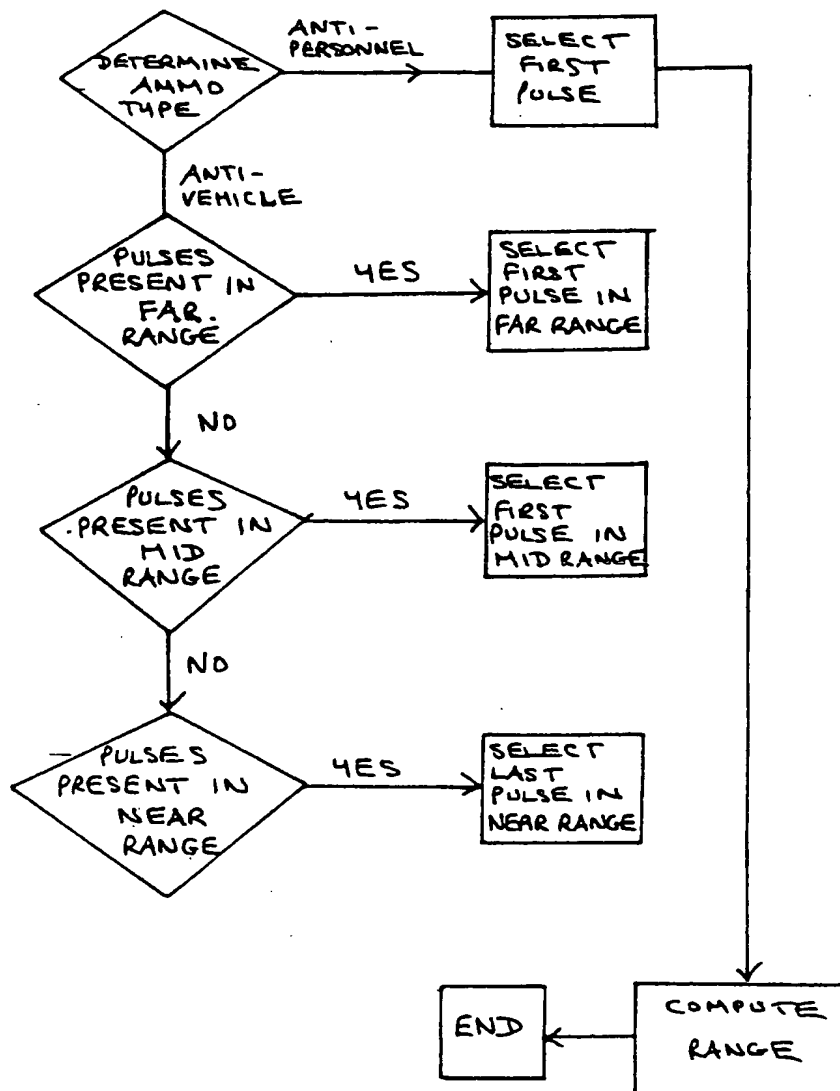 DETERMINE
AMMO
TYPE
ANTI-
PERSONNEL
SELECT
FIRST
PULSE
ANTI-
VEHICLE
PULSES
PRESENT IN
FAR.
RANGE
YES
SELECT
FIRST
PULSE IN
FAR RANGE
NO
PULSES
PRESENT IN
MID
RANGE
YES
SELECT
FIRST
PULSE IN
MID RANGE
NO
PULSES
PRESENT IN
NEAR
RANGE
YES
SELECT
LAST
PULSE IN
NEAR RANGE
END
COMPUTE
RANGE